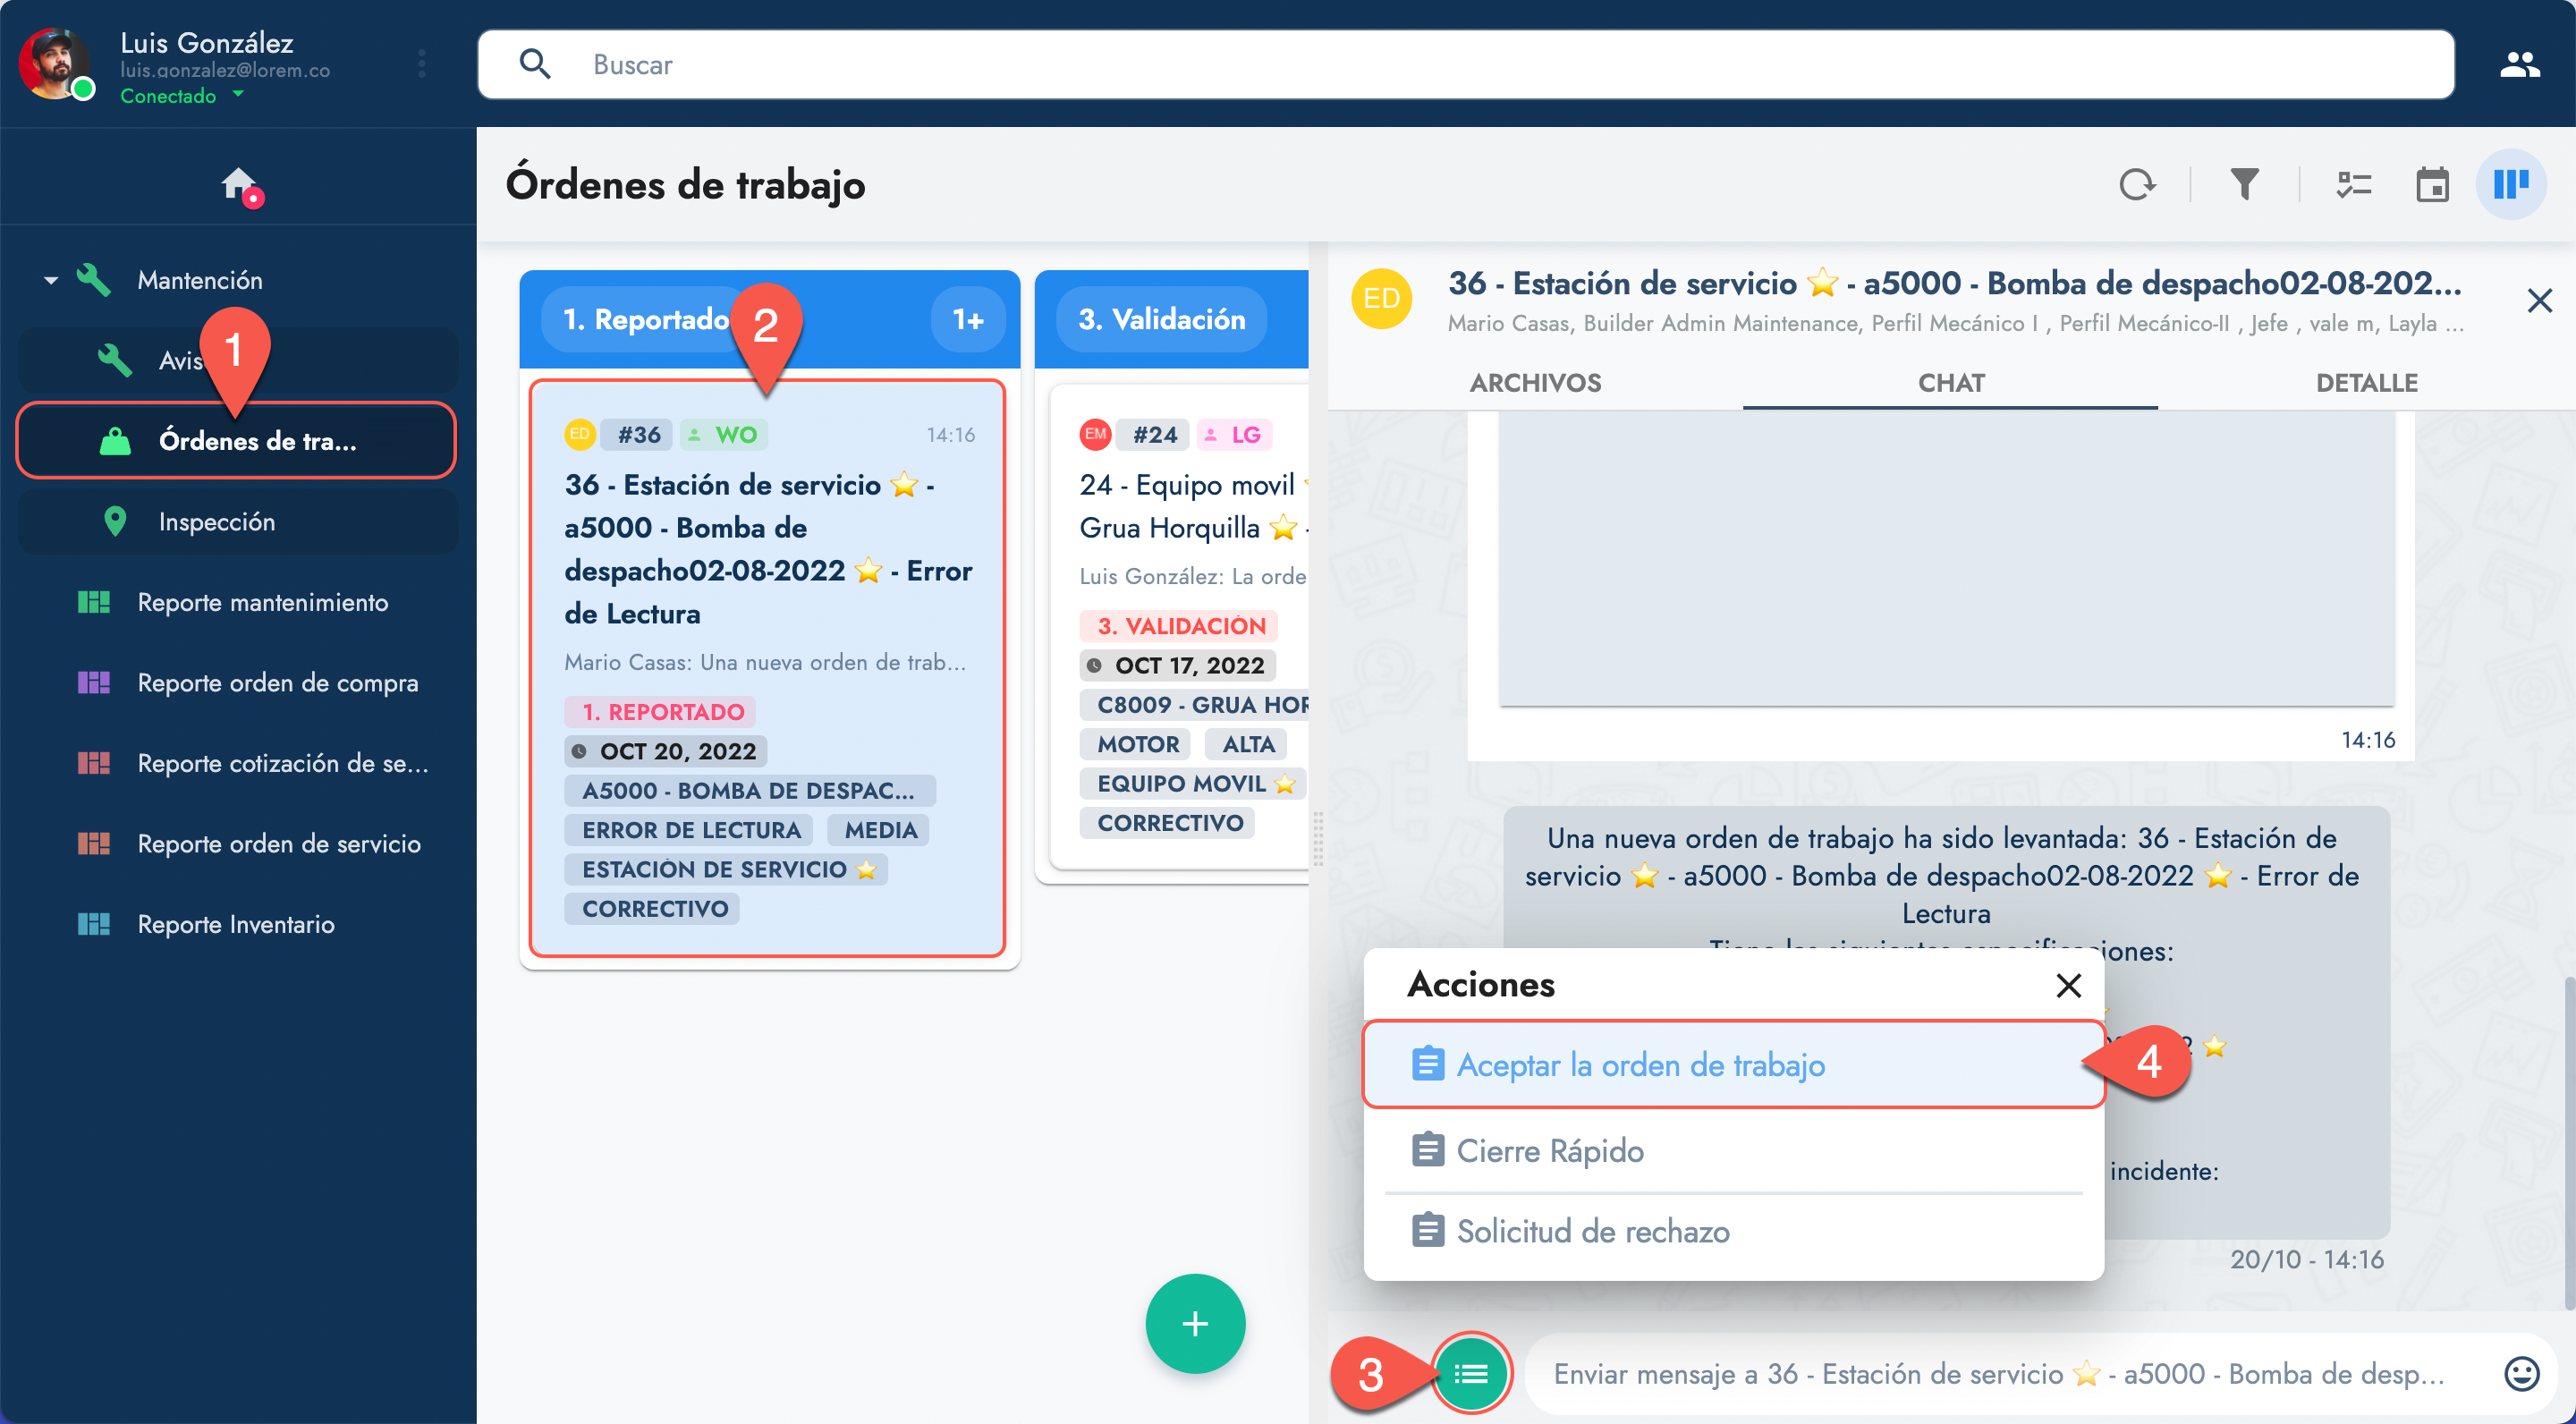 Luis González
luis.gonzalez@lorem.co
Conectado
Buscar
Mantención
1
Avis
Órdenes de tra...
Inspección
Reporte mantenimiento
Reporte orden de compra
Reporte cotización de se...
Reporte orden de servicio
Reporte Inventario
Órdenes de trabajo
1. Reportado
2
1+
ED #36 WO 14:16
36 - Estación de servicio ⭐ -
a5000 - Bomba de
despacho02-08-2022 ⭐ - Error
de Lectura
Mario Casas: Una nueva orden de trab...
1. REPORTADO
OCT 20, 2022
A5000 - BOMBA DE DESPAC...
ERROR DE LECTURA MEDIA
ESTACIÓN DE SERVICIO ⭐
CORRECTIVO
3. Validación
EM #24 LG
24 - Equipo movil
Grua Horquilla ⭐ -
Luis González: La orde
3. VALIDACIÓN
OCT 17, 2022
C8009 - GRUA HOR
MOTOR ALTA
EQUIPO MOVIL ⭐
CORRECTIVO
ED
36 - Estación de servicio ⭐ - a5000 - Bomba de despacho02-08-202...
Mario Casas, Builder Admin Maintenance, Perfil Mecánico I , Perfil Mecánico-II , Jefe , vale m, Layla ...
ARCHIVOS CHAT DETALLE
14:16
Una nueva orden de trabajo ha sido levantada: 36 - Estación de
servicio ⭐ - a5000 - Bomba de despacho02-08-2022 ⭐ - Error de
Lectura
Tiene las siguientes especificaciones:
⭐
incidente:
20/10 - 14:16
Acciones
Aceptar la orden de trabajo
4
Cierre Rápido
Solicitud de rechazo
3
Enviar mensaje a 36 - Estación de servicio ⭐ - a5000 - Bomba de desp...